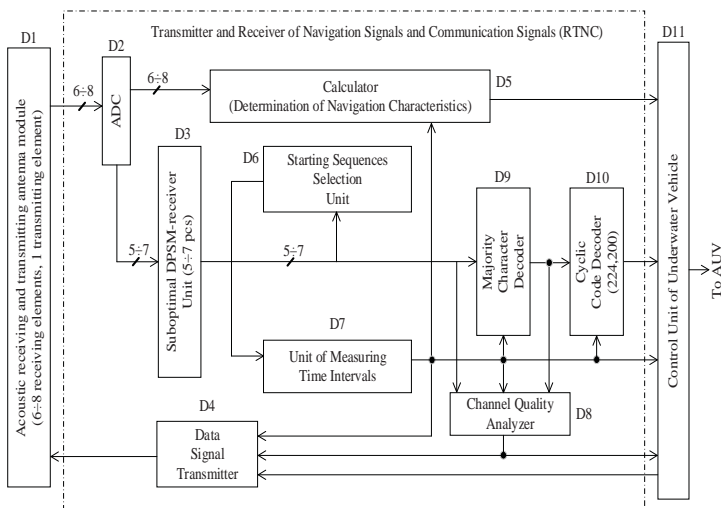 D1
Transmitter and Receiver of Navigation Signals and Communication Signals (RTNC)
D11
D2
6÷8
6÷8
ADC
Calculator
(Determination of Navigation Characteristics)
D5
D3
D6
Starting Sequences
Selection
Unit
D9
D10
Acoustic receiving and transmitting antenna module
(6÷8 receiving elements, 1 transmitting element)
5÷7
Suboptimal DPSM-receiver
Unit (5÷7 pcs)
5÷7
Majority
Character
Decoder
Cyclic
Code Decoder
(224,200)
Control Unit of Underwater Vehicle
To AUV
D7
Unit of Measuring
Time Intervals
D4
Data
Signal
Transmitter
Channel Quality
Analyzer
D8